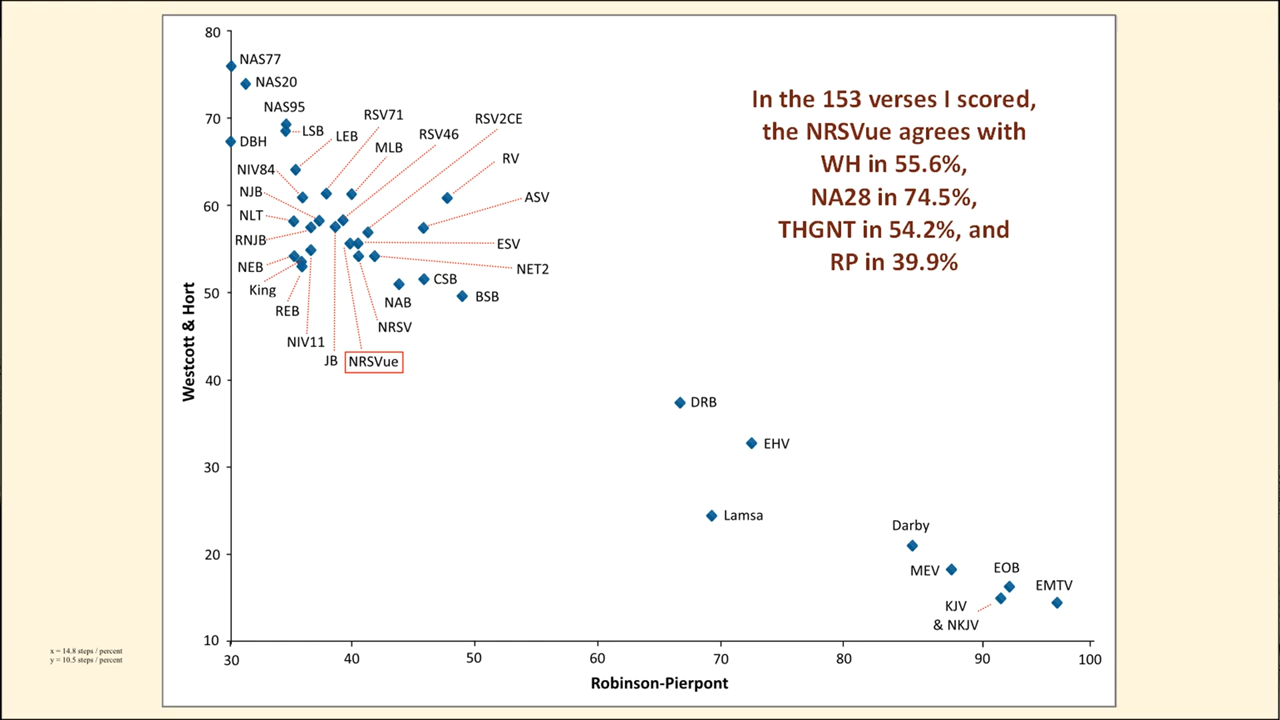 80
NAS77
NAS20
NAS95
70
LSB
RSV71
LEB
RSV46
RSV2CE
MLB
DBH
NIV84
RV
NJB
60
ASV
NLT
RNJB
ESV
NEB
NET2
King
CSB
REB
50
NAB
BSB
NRSV
NIV11
JB
NRSVue
In the 153 verses I scored,
the NRSVue agrees with
WH in 55.6%,
NA28 in 74.5%,
THGNT in 54.2%, and
RP in 39.9%
Westcott & Hort
40
DRB
EHV
30
Lamsa
Darby
20
MEV
EOB
EMTV
KJV
& NKJV
10
30
40
50
60
70
80
90
100
Robinson-Pierpont
x = 14.8 steps / percent
y = 10.5 steps / percent